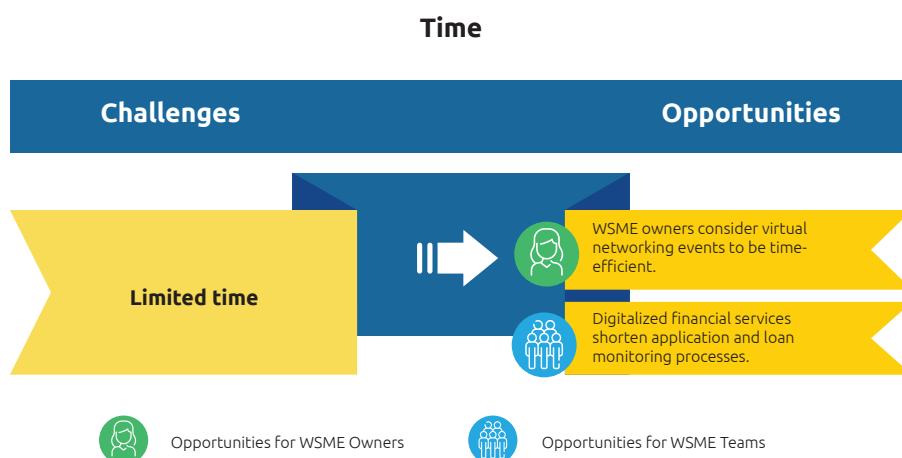 Time
Challenges
Opportunities
Limited time
WSME owners consider virtual
networking events to be time-
efficient.
Digitalized financial services
shorten application and loan
monitoring processes.
Opportunities for WSME Owners
Opportunities for WSME Teams